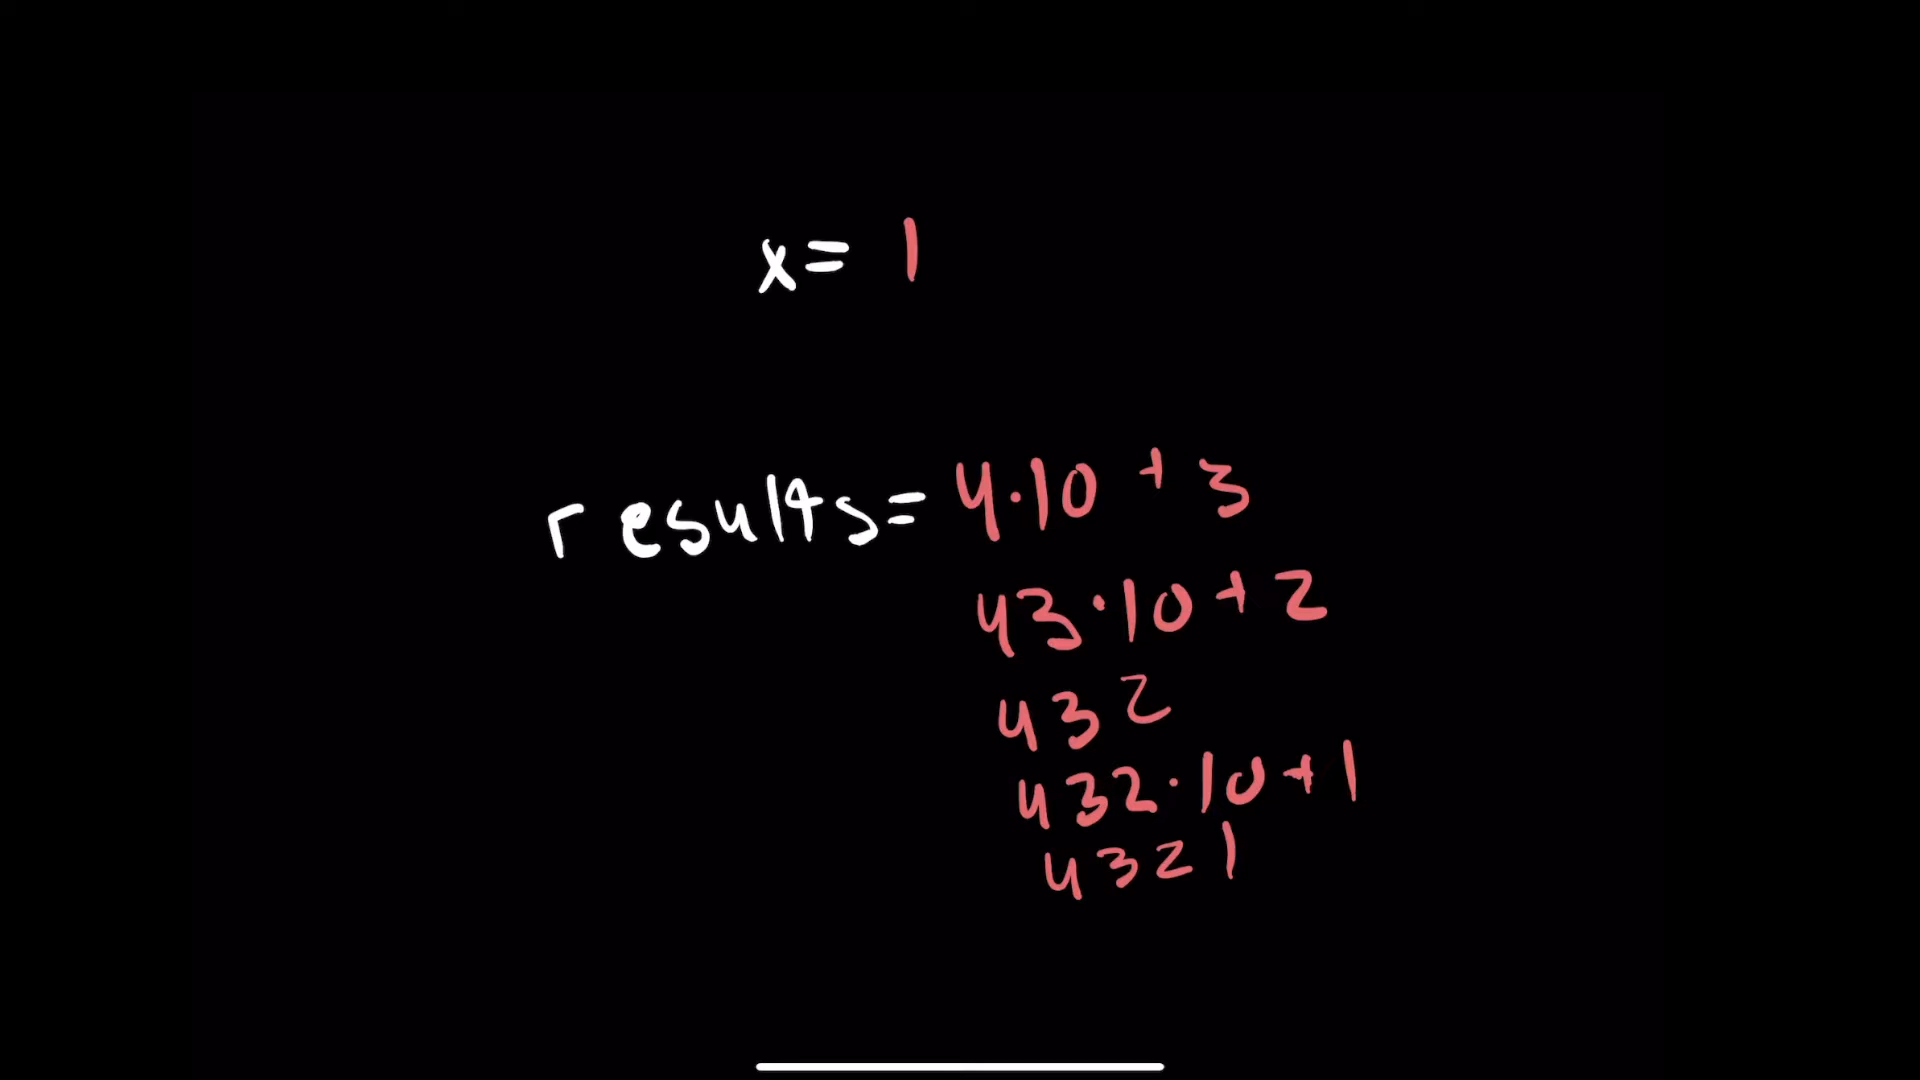 x= 1
results= 4·10 + 3
43·10 + 2
432
432·10 + 1
4321